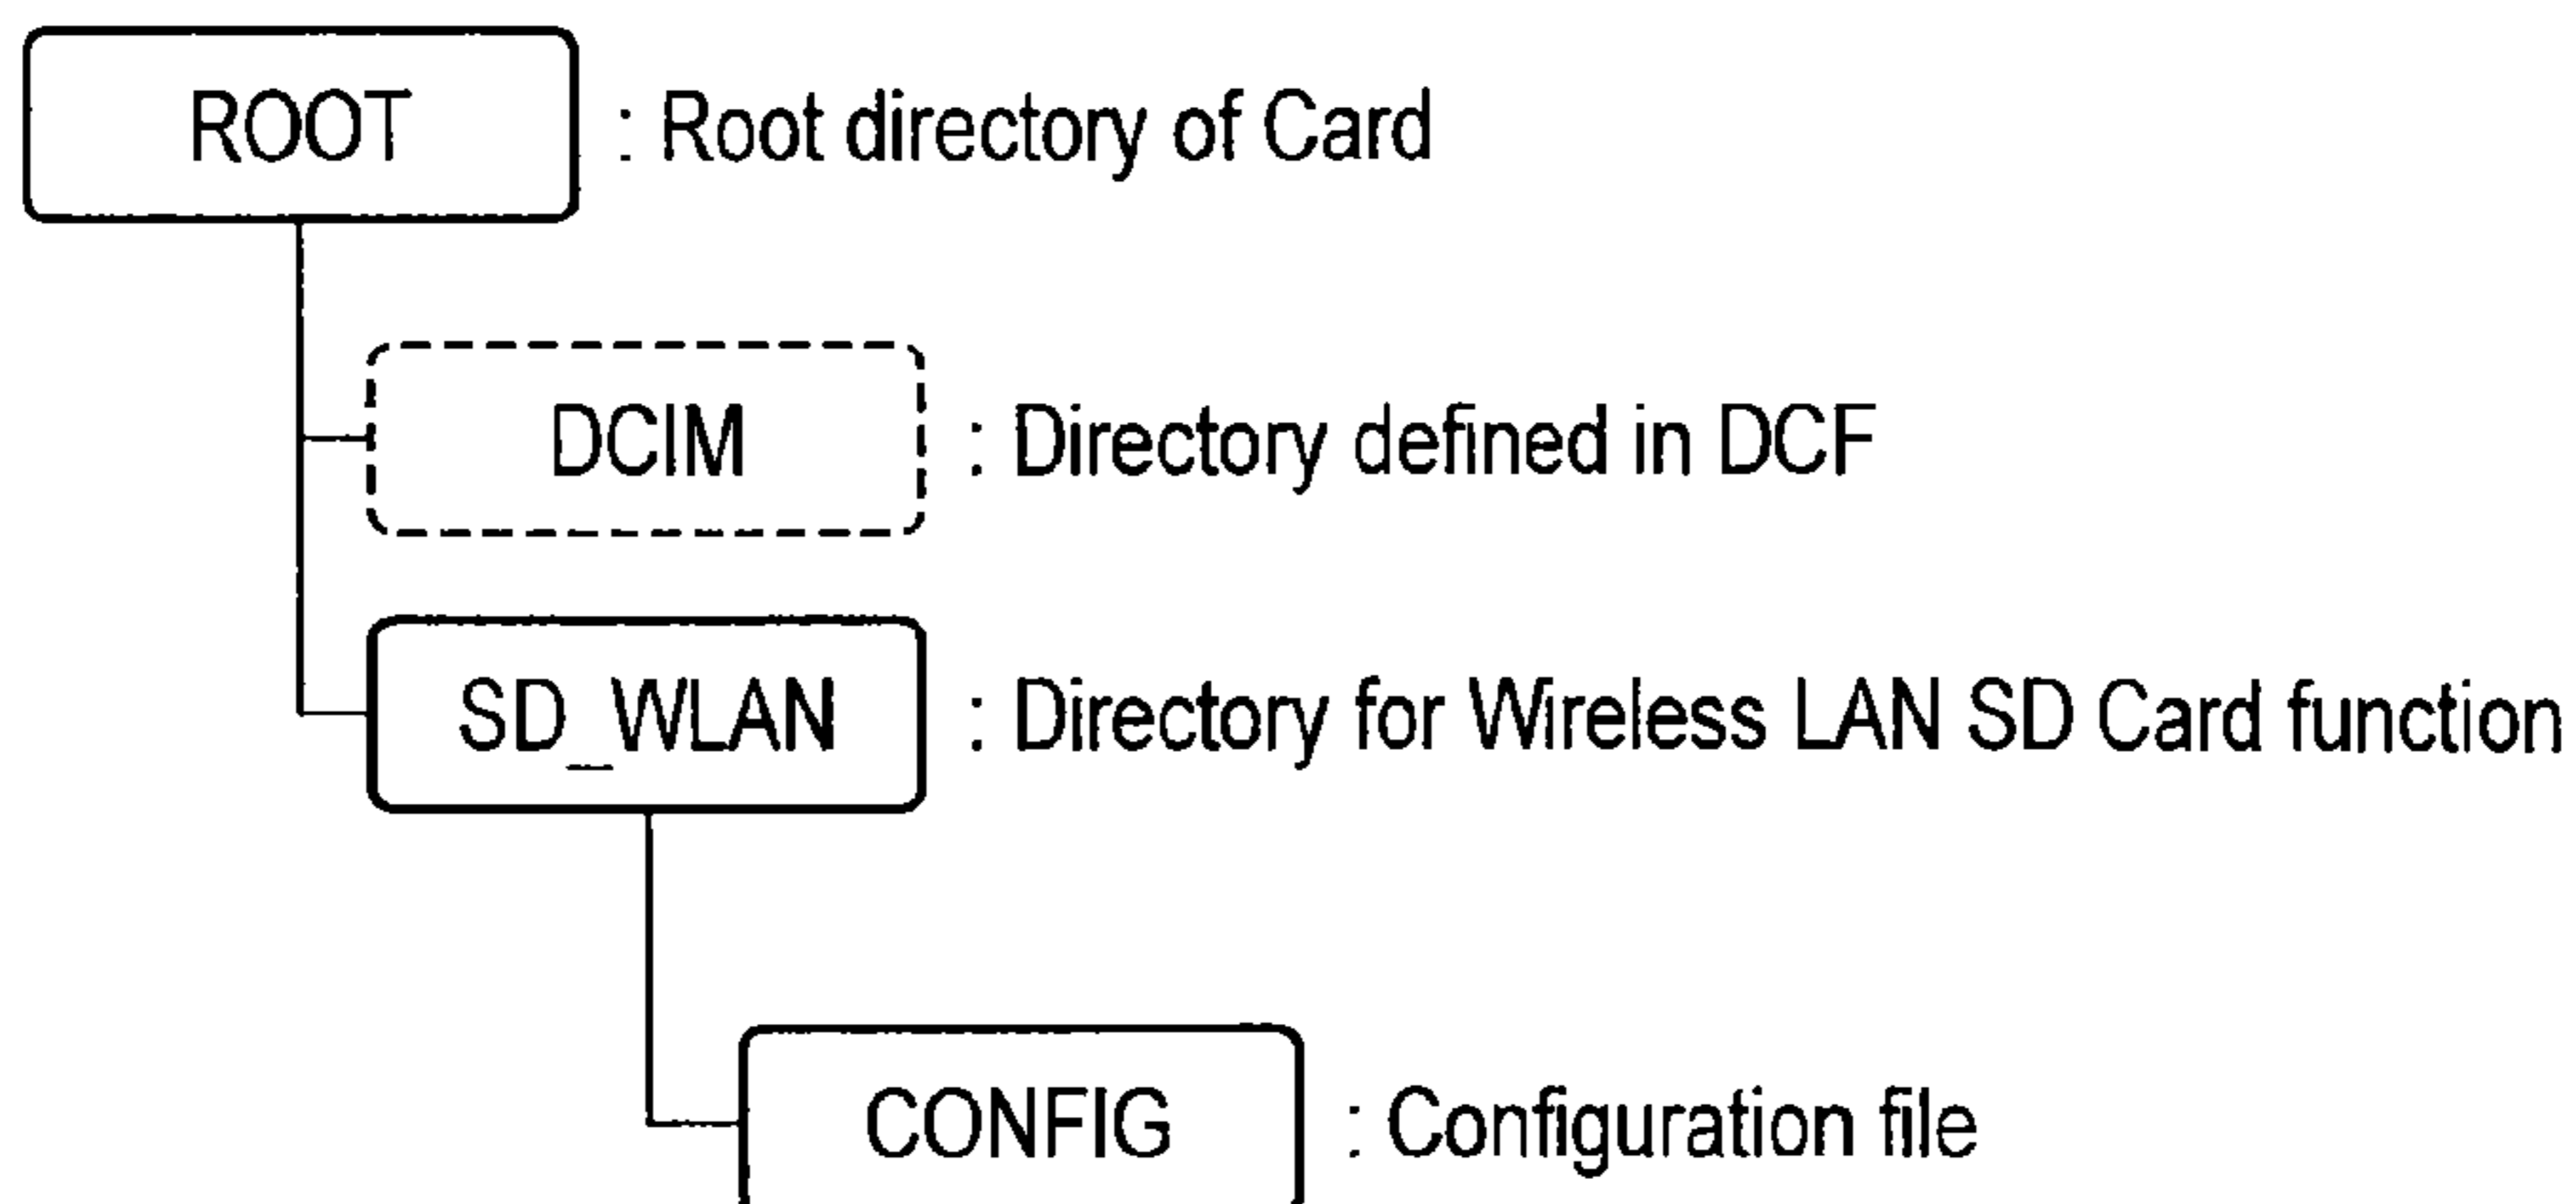 ROOT : Root directory of Card
DCIM : Directory defined in DCF
SD_WLAN : Directory for Wireless LAN SD Card function
CONFIG : Configuration file